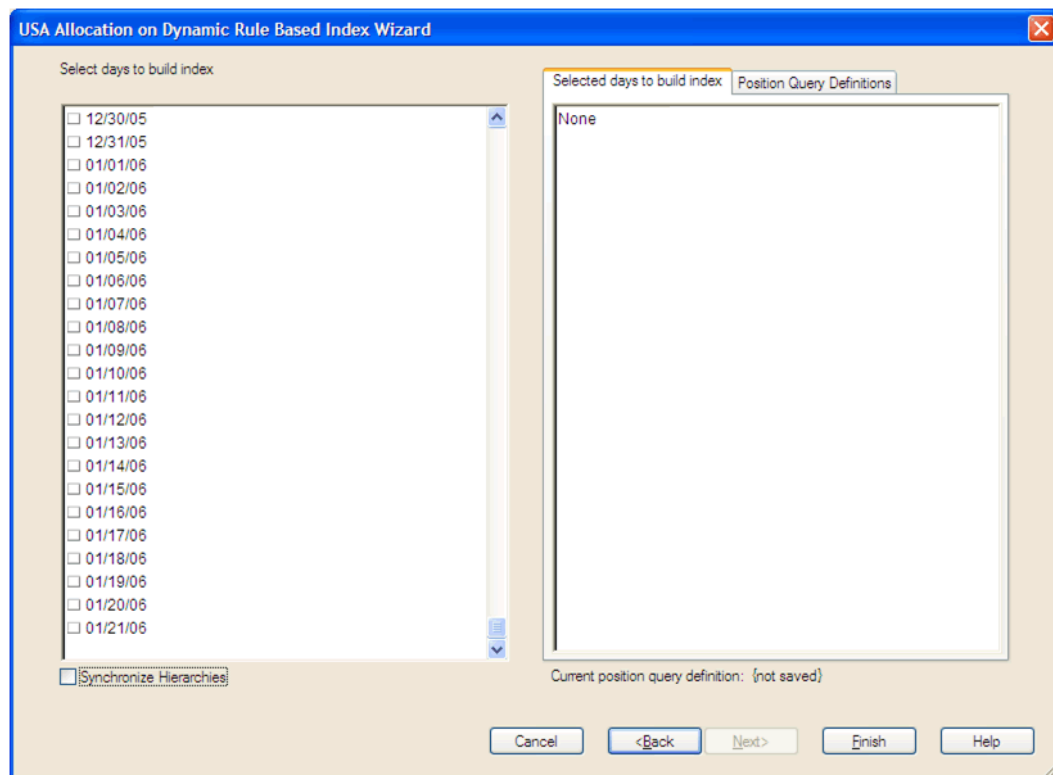 USA Allocation on Dynamic Rule Based Index Wizard
Select days to build index
12/30/05
12/31/05
01/01/06
01/02/06
01/03/06
01/04/06
01/05/06
01/06/06
01/07/06
01/08/06
01/09/06
01/10/06
01/11/06
01/12/06
01/13/06
01/14/06
01/15/06
01/16/06
01/17/06
01/18/06
01/19/06
01/20/06
01/21/06
Synchronize Hierarchies
Selected days to build index
Position Query Definitions
None
Current position query definition: {not saved}
Cancel
<Back
Next>
Finish
Help